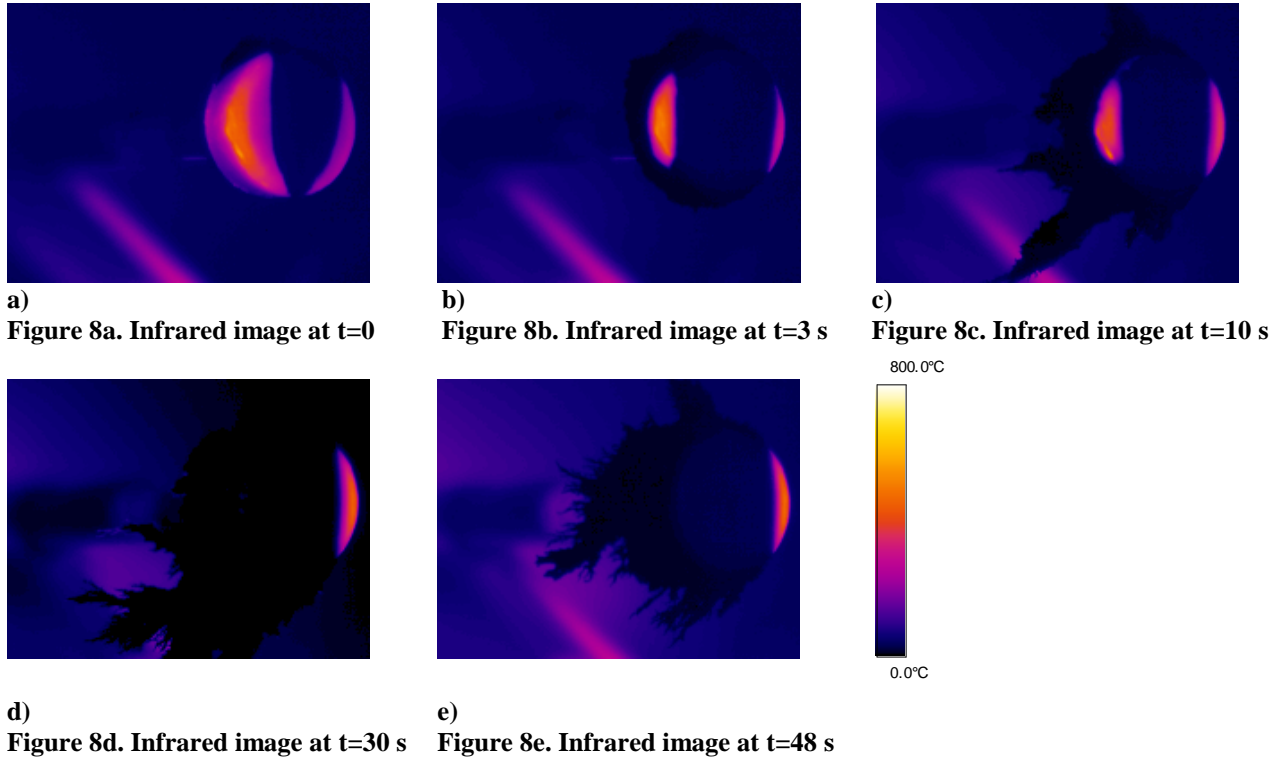 a)
Figure 8a. Infrared image at t=0
b)
Figure 8b. Infrared image at t=3 s
c)
Figure 8c. Infrared image at t=10 s
800.0°C
0.0°C
d)
Figure 8d. Infrared image at t=30 s
e)
Figure 8e. Infrared image at t=48 s